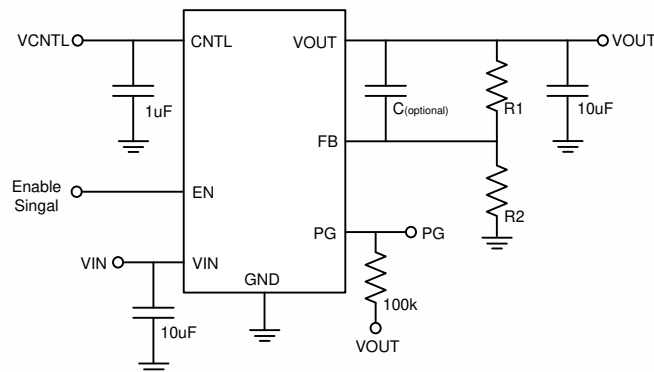 VCNTL
CNTL
VOUT
VOUT
1uF
C(optional)
R1
10uF
FB
Enable
Singal
EN
R2
PG
PG
VIN
VIN
GND
100k
10uF
VOUT